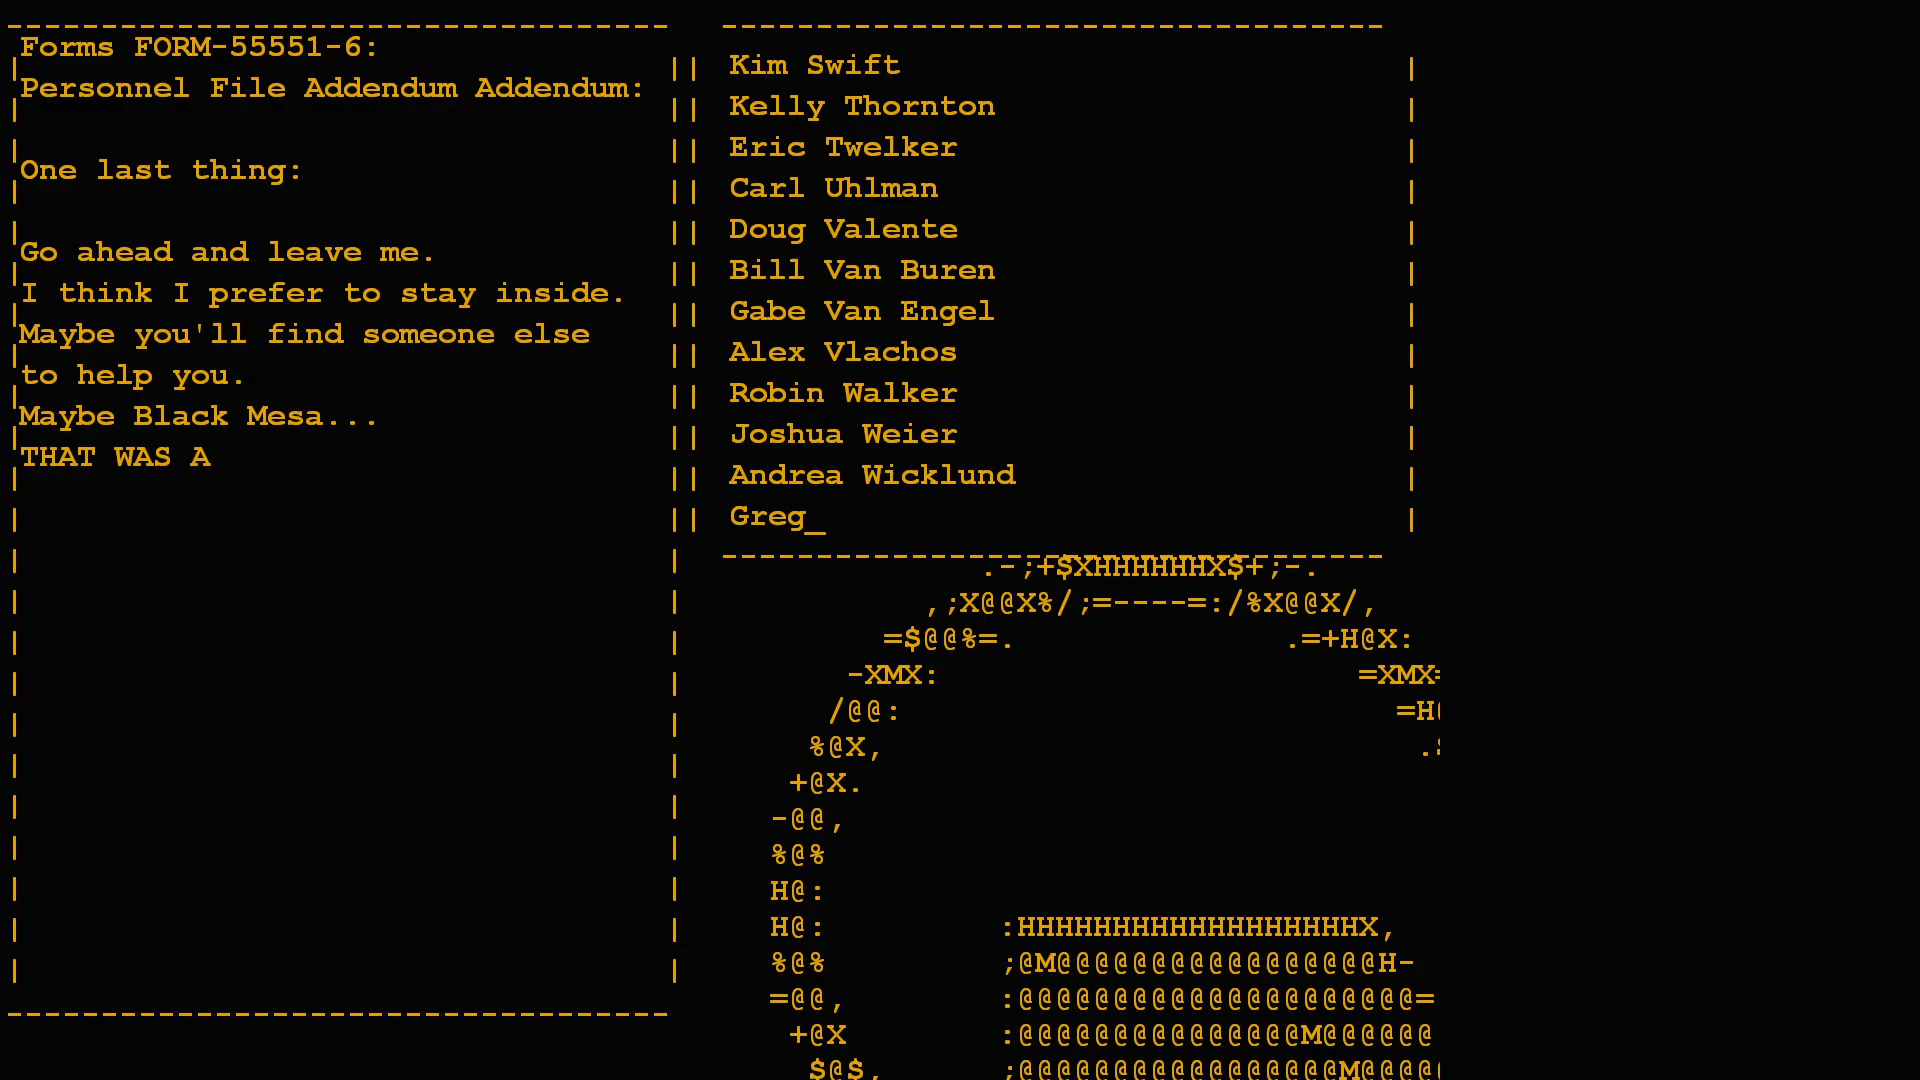 Forms FORM-55551-6:
Personnel File Addendum Addendum:
One last thing:
Go ahead and leave me.
I think I prefer to stay inside.
Maybe you'll find someone else
to help you.
Maybe Black Mesa...
THAT WAS A
Kim Swift
Kelly Thornton
Eric Twelker
Carl Uhlman
Doug Valente
Bill Van Buren
Gabe Van Engel
Alex Vlachos
Robin Walker
Joshua Weier
Andrea Wicklund
Greg_